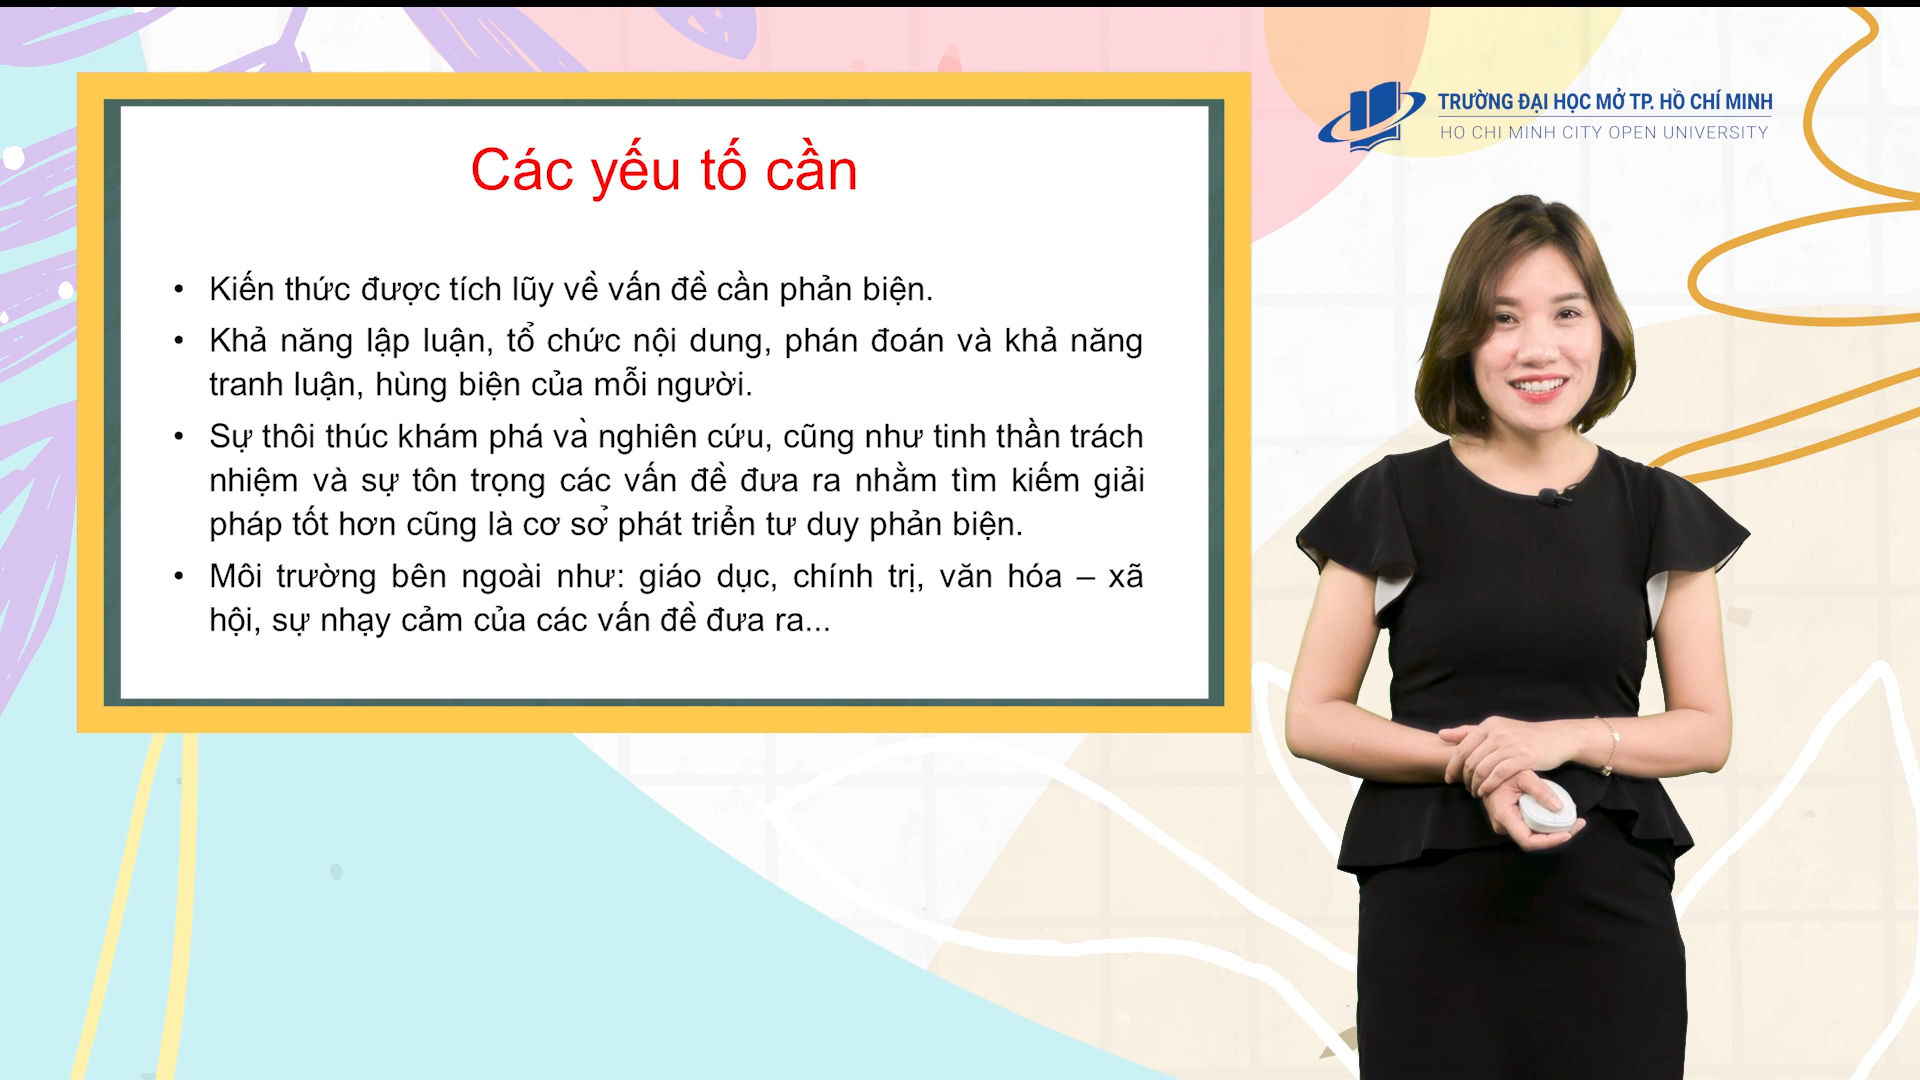 Các yếu tố cần
• Kiến thức được tích lũy về vấn đề cần phản biện.
• Khả năng lập luận, tổ chức nội dung, phán đoán và khả năng
tranh luận, hùng biện của mỗi người.
• Sự thôi thúc khám phá và nghiên cứu, cũng như tinh thần trách
nhiệm và sự tôn trọng các vấn đề đưa ra nhằm tìm kiếm giải
pháp tốt hơn cũng là cơ sở phát triển tư duy phản biện.
• Môi trường bên ngoài như: giáo dục, chính trị, văn hóa – xã
hội, sự nhạy cảm của các vấn đề đưa ra...
TRƯỜNG ĐẠI HỌC MỞ TP. HỒ CHÍ MINH
HO CHI MINH CITY OPEN UNIVERSITY